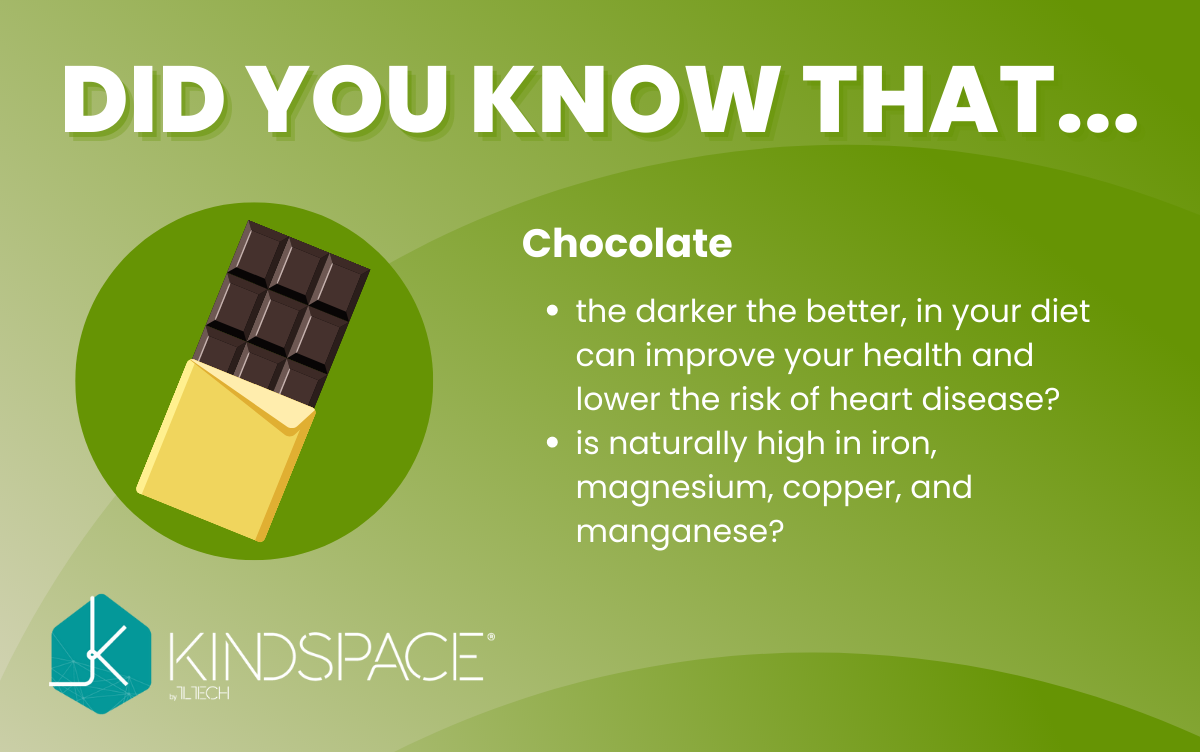 DID YOU KNOW THAT...
Chocolate
• the darker the better, in your diet
can improve your health and
lower the risk of heart disease?
• is naturally high in iron,
magnesium, copper, and
manganese?
KINDSPACE®
by 1LTECH